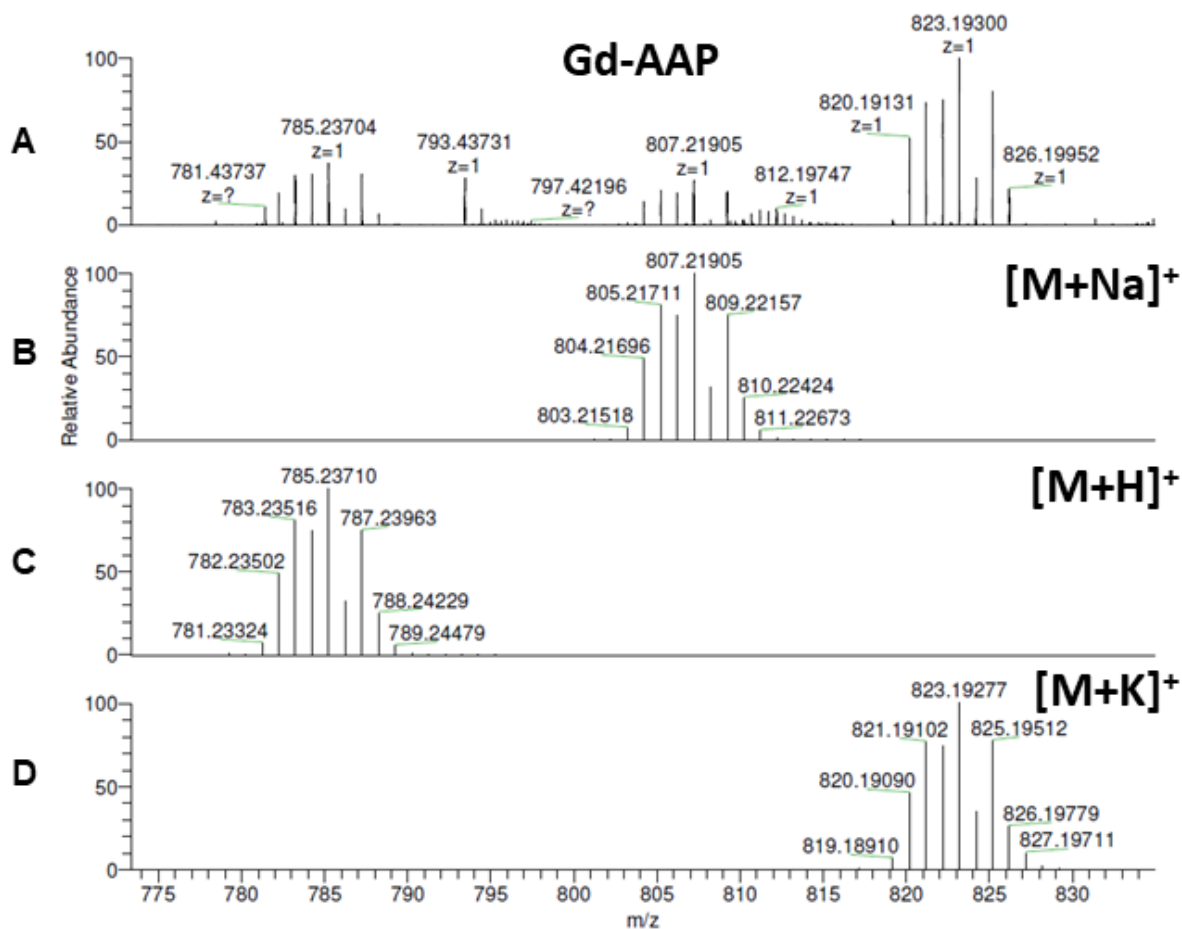 Gd-AAP
823.19300
z=1
820.19131
z=1
785.23704
z=1
793.43731
807.21905
z=1
826.19952
z=1
781.43737
z=?
797.42196
z=?
812.19747
z=1
A
100
50
0
[M+Na]+
807.21905
805.21711
809.22157
804.21696
810.22424
803.21518
811.22673
B
100
50
0
Relative Abundance
[M+H]+
785.23710
783.23516
787.23963
782.23502
788.24229
781.23324
789.24479
C
100
50
0
[M+K]+
823.19277
821.19102
825.19512
820.19090
826.19779
819.18910
827.19711
D
100
50
0
775 780 785 790 795 800 805 810 815 820 825 830
m/z